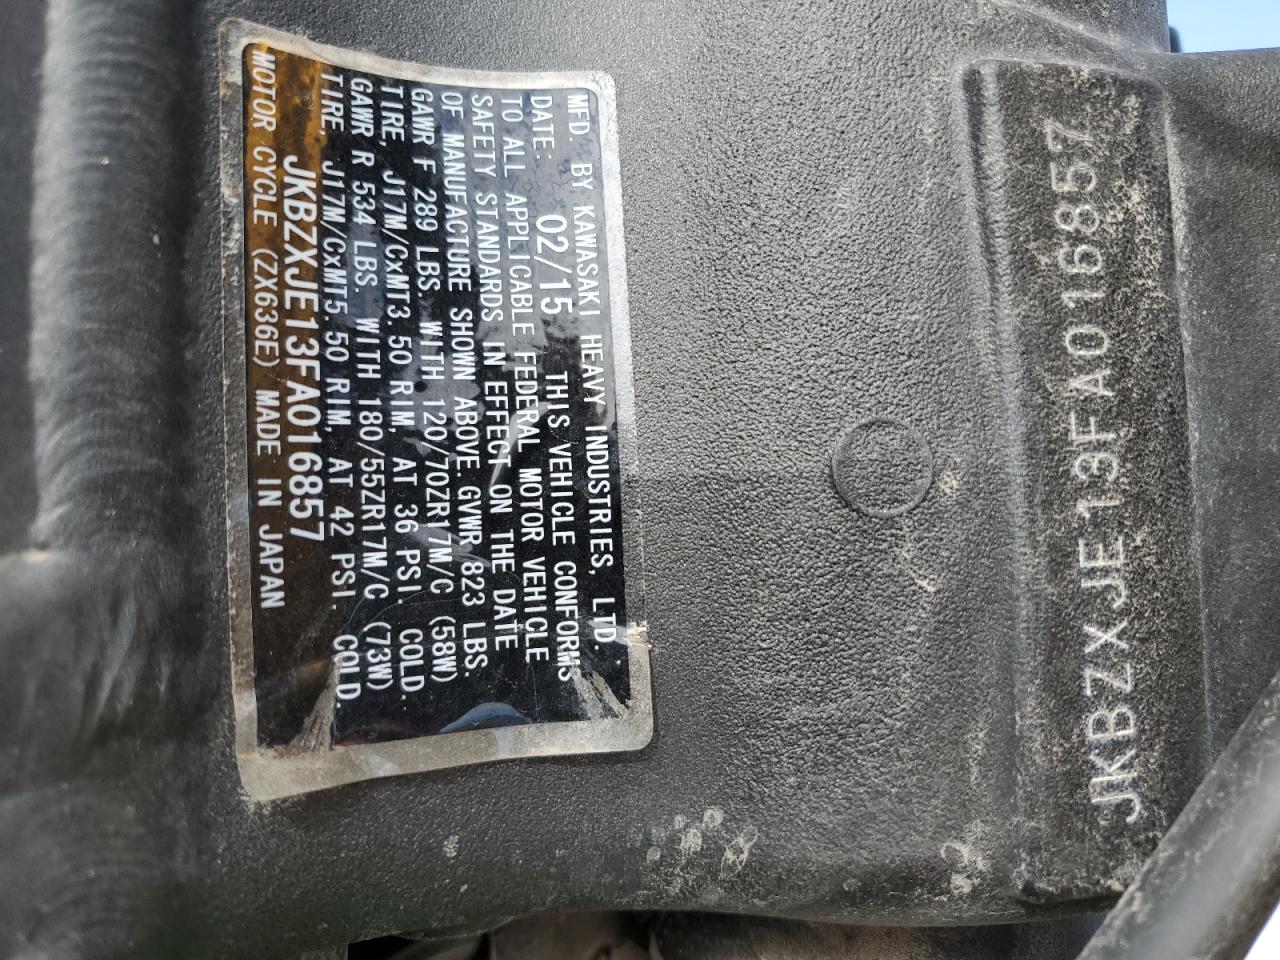 MFD. BY KAWASAKI HEAVY INDUSTRIES, LTD.
DATE: 02/15 THIS VEHICLE CONFORMS
TO ALL APPLICABLE FEDERAL MOTOR VEHICLE
SAFETY STANDARDS IN EFFECT ON THE DATE
OF MANUFACTURE SHOWN ABOVE. GVWR 823 LBS.
GAWR F 289 LBS. WITH 120/70ZR17M/C (58W)
TIRE, J17M/CxMT3.50 RIM, AT 36 PSI. COLD.
GAWR R 534 LBS. WITH 180/55ZR17M/C (73W)
TIRE, J17M/CxMT5.50 RIM, AT 42 PSI. COLD.
JKBZXJE13FA016857
MOTOR CYCLE (ZX636E) MADE IN JAPAN
JKBZXJE13FA016857